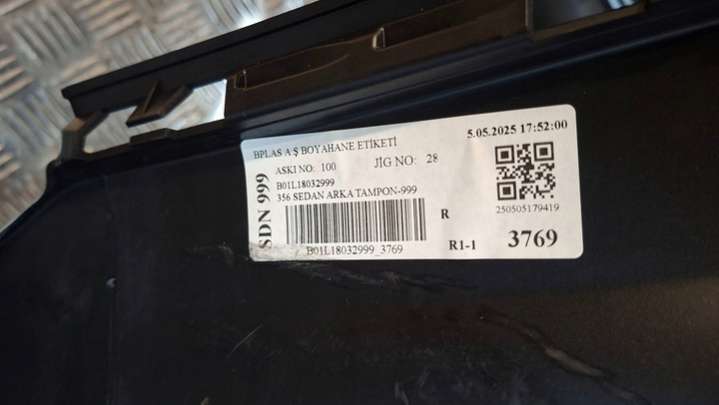 BPLAS A Ş BOYAHANE ETİKETİ
5.05.2025 17:52:00
ASKI NO: 100 JİG NO: 28
B01L18032999
356 SEDAN ARKA TAMPON-999
SDN 999
250505179419
R
B01L18032999_3769
R1-1
3769